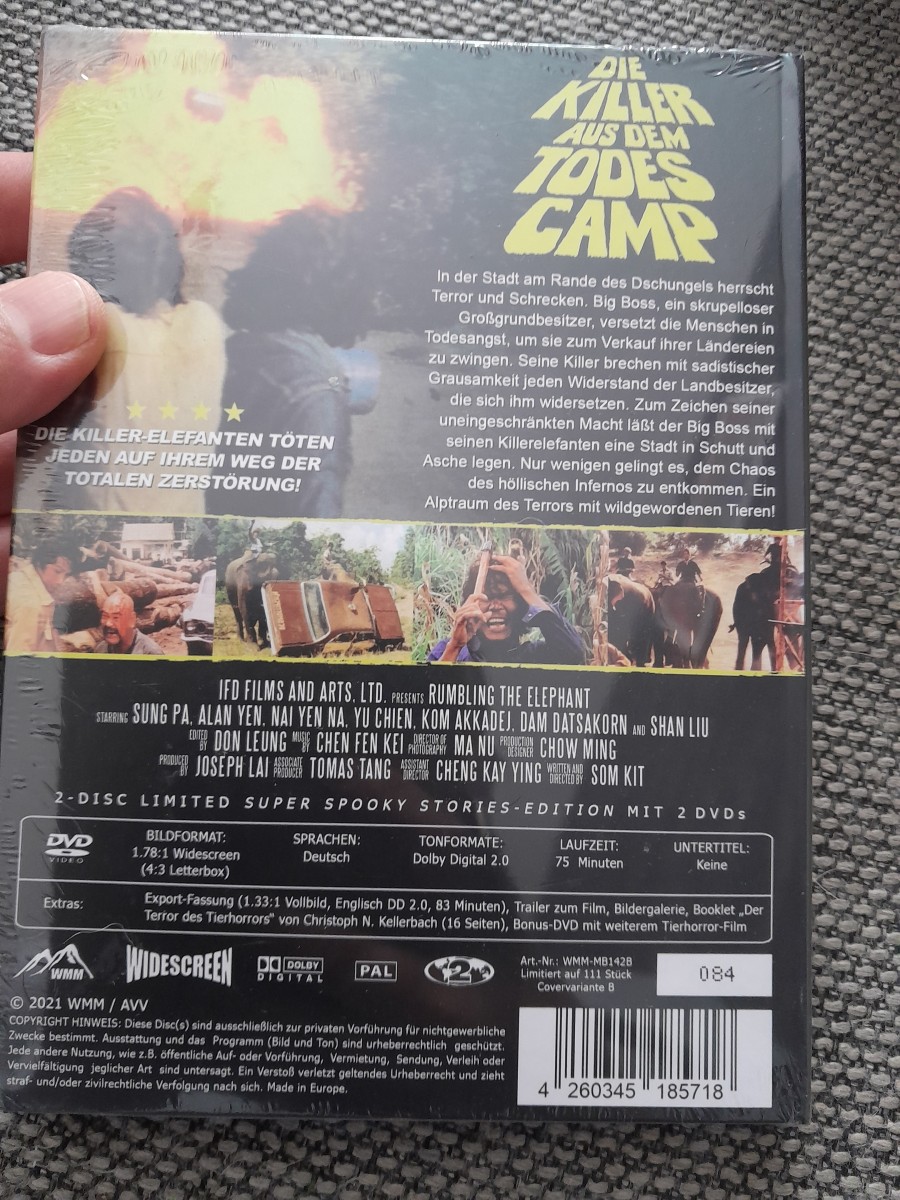 DIE
KILLER
AUS DEM
TODES
CAMP
In der Stadt am Rande des Dschungels herrscht
Terror und Schrecken. Big Boss, ein skrupelloser
Großgrundbesitzer, versetzt die Menschen in
Todesangst, um sie zum Verkauf ihrer Ländereien
zu zwingen. Seine Killer brechen mit sadistischer
Grausamkeit jeden Widerstand der Landbesitzer,
die sich ihm widersetzen. Zum Zeichen seiner
uneingeschränkten Macht läßt der Big Boss mit
seinen Killerelefanten eine Stadt in Schutt und
Asche legen. Nur wenigen gelingt es, dem Chaos
des höllischen Infernos zu entkommen. Ein
Alptraum des Terrors mit wildgewordenen Tieren!
DIE KILLER-ELEFANTEN TÖTEN
JEDEN AUF IHREM WEG DER
TOTALEN ZERSTÖRUNG!
IFD FILMS AND ARTS, LTD. PRESENTS RUMBLING THE ELEPHANT
STARRING SUNG PA, ALAN YEN, NAI YEN NA, YU CHIEN, KOM AKKADEJ, DAM DATSAKORN AND SHAN LIU
EDITED BY DON LEUNG MUSIC BY CHEN FEN KEI DIRECTOR OF PHOTOGRAPHY MA NU PRODUCTION DESIGNER CHOW MING
PRODUCED BY JOSEPH LAI ASSOCIATE PRODUCER TOMAS TANG ASSISTANT DIRECTOR CHENG KAY YING WRITTEN AND DIRECTED BY SOM KIT
2-DISC LIMITED SUPER SPOOKY STORIES-EDITION MIT 2 DVDs
DVD VIDEO
BILDFORMAT:
1.78:1 Widescreen
(4:3 Letterbox)
SPRACHEN:
Deutsch
TONFORMATE:
Dolby Digital 2.0
LAUFZEIT:
75 Minuten
UNTERTITEL:
Keine
Extras:
Export-Fassung (1.33:1 Vollbild, Englisch DD 2.0, 83 Minuten), Trailer zum Film, Bildergalerie, Booklet „Der
Terror des Tierhorrors" von Christoph N. Kellerbach (16 Seiten), Bonus-DVD mit weiterem Tierhorror-Film
WMM
WIDESCREEN
DOLBY
DIGITAL
PAL
2
Art.-Nr.: WMM-MB142B
Limitiert auf 111 Stück
Covervariante B
084
© 2021 WMM / AVV
COPYRIGHT HINWEIS: Diese Disc(s) sind ausschließlich zur privaten Vorführung für nichtgewerbliche
Zwecke bestimmt. Ausstattung und das Programm (Bild und Ton) sind urheberrechtlich geschützt.
Jede andere Nutzung, wie z.B. öffentliche Auf- oder Vorführung, Vermietung, Sendung, Verleih oder
Vervielfältigung jeglicher Art sind untersagt. Ein Verstoß verletzt geltendes Urheberrecht und zieht
straf- und/oder zivilrechtliche Verfolgung nach sich. Made in Europe.
4 260345 185718